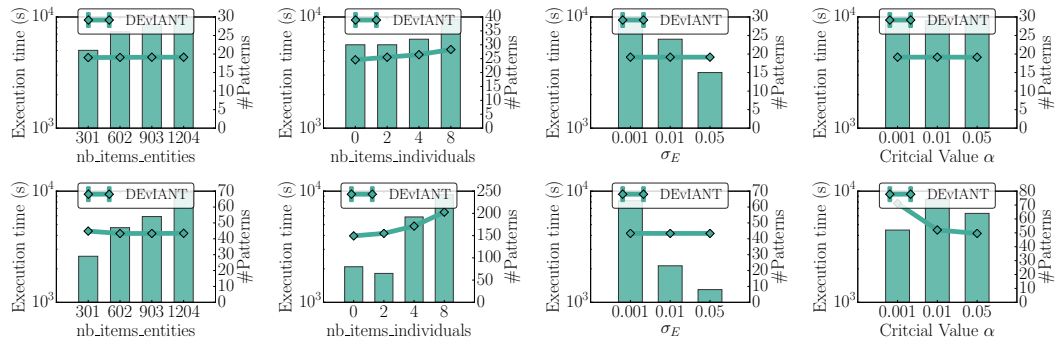 DEvIANT
Execution time (s)
10^4
10^3
30
25
20
15
10
5
0
#Patterns
301 602 903 1204
nb_items_entities
DEvIANT
Execution time (s)
10^4
10^3
40
35
30
25
20
15
10
5
0
#Patterns
0 2 4 8
nb_items_individuals
DEvIANT
Execution time (s)
10^4
10^3
30
25
20
15
10
5
0
#Patterns
0.001 0.01 0.05
σ_E
DEvIANT
Execution time (s)
10^4
10^3
30
25
20
15
10
5
0
#Patterns
0.001 0.01 0.05
Critcial Value α
DEvIANT
Execution time (s)
10^4
10^3
70
60
50
40
30
20
10
0
#Patterns
301 602 903 1204
nb_items_entities
DEvIANT
Execution time (s)
10^4
10^3
250
200
150
100
50
0
#Patterns
0 2 4 8
nb_items_individuals
DEvIANT
Execution time (s)
10^4
10^3
70
60
50
40
30
20
10
0
#Patterns
0.001 0.01 0.05
σ_E
DEvIANT
Execution time (s)
10^4
10^3
80
70
60
50
40
30
20
10
0
#Patterns
0.001 0.01 0.05
Critcial Value α